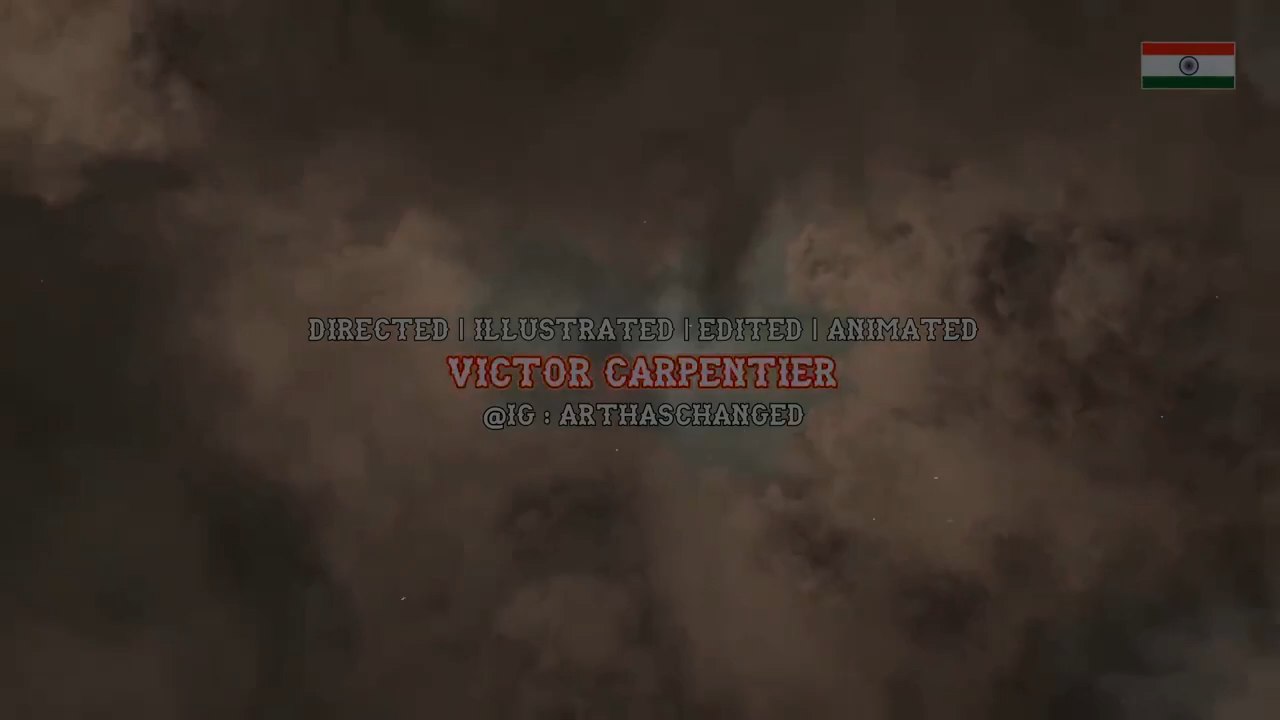 DIRECTED | ILLUSTRATED | EDITED | ANIMATED
VICTOR CARPENTIER
@IG : ARTHASCHANGED